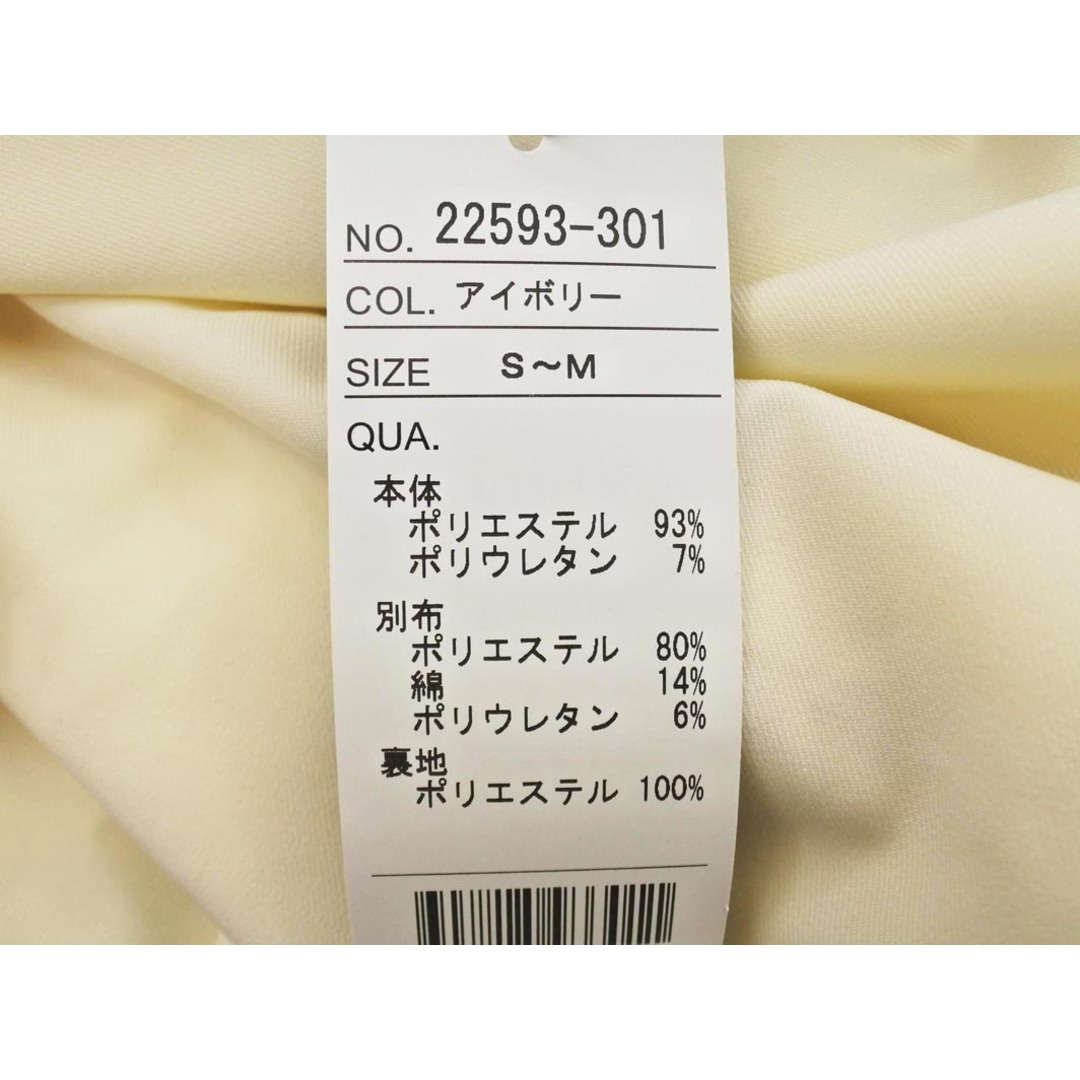 NO. 22593-301
COL. アイボリー
SIZE S～M
QUA.
本体
ポリエステル 93%
ポリウレタン 7%
別布
ポリエステル 80%
綿 14%
ポリウレタン 6%
裏地
ポリエステル 100%